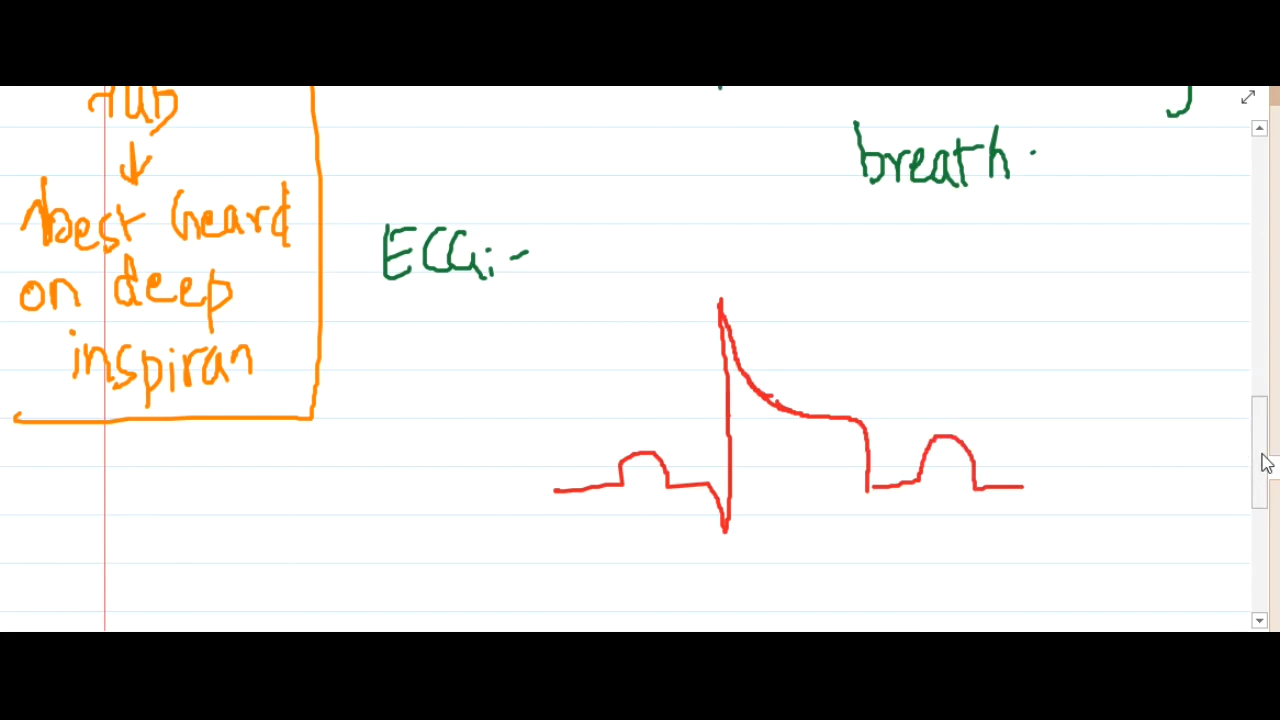 rub
best heard
on deep
inspiran
breath.
ECG:-